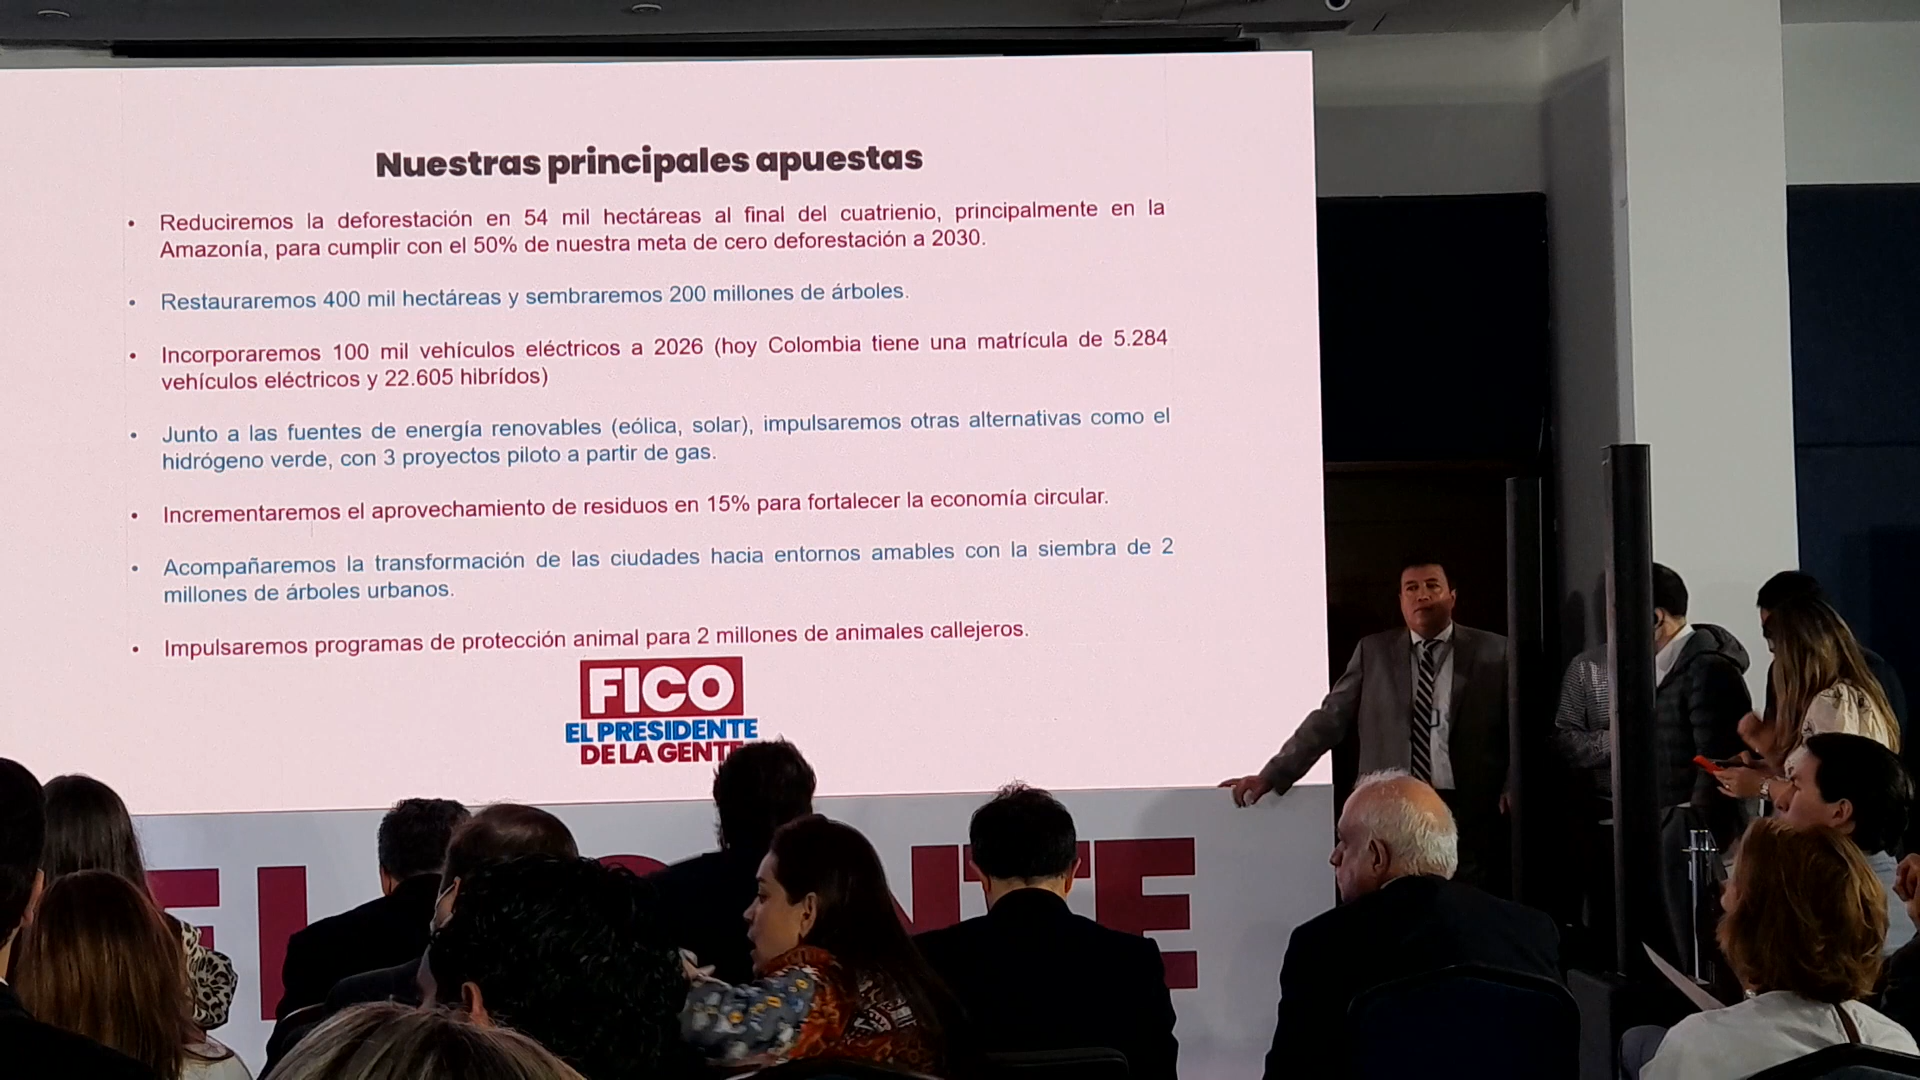 Nuestras principales apuestas
• Reduciremos la deforestación en 54 mil hectáreas al final del cuatrienio, principalmente en la
Amazonía, para cumplir con el 50% de nuestra meta de cero deforestación a 2030.
• Restauraremos 400 mil hectáreas y sembraremos 200 millones de árboles.
• Incorporaremos 100 mil vehículos eléctricos a 2026 (hoy Colombia tiene una matrícula de 5.284
vehículos eléctricos y 22.605 hibrídos)
• Junto a las fuentes de energía renovables (eólica, solar), impulsaremos otras alternativas como el
hidrógeno verde, con 3 proyectos piloto a partir de gas.
• Incrementaremos el aprovechamiento de residuos en 15% para fortalecer la economía circular.
• Acompañaremos la transformación de las ciudades hacia entornos amables con la siembra de 2
millones de árboles urbanos.
• Impulsaremos programas de protección animal para 2 millones de animales callejeros.
FICO
EL PRESIDENTE
DE LA GENTE